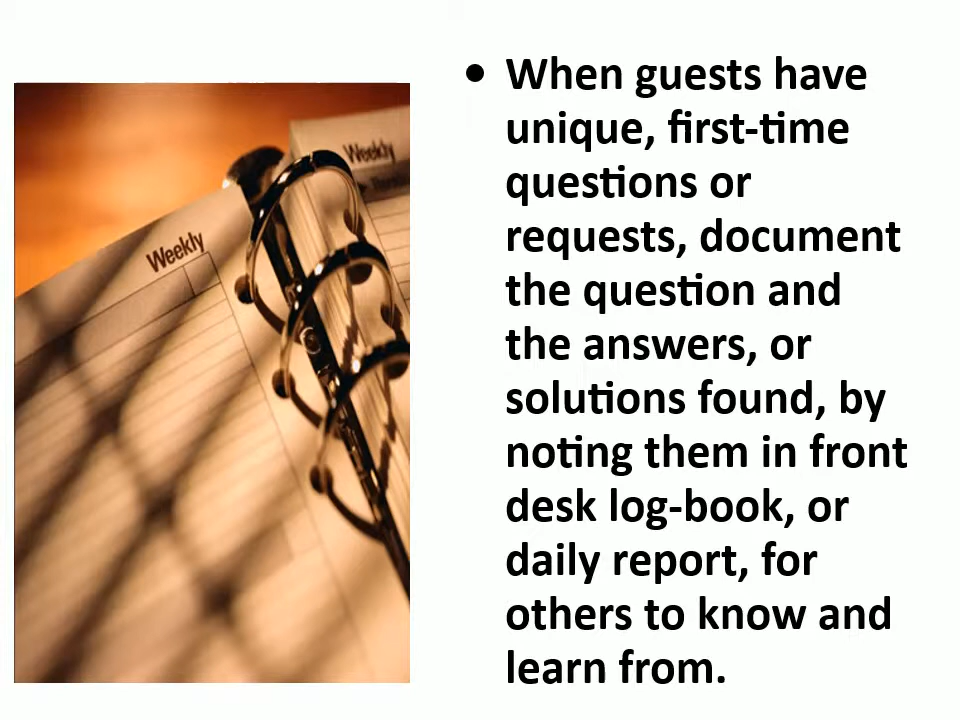 Weekly
Weekly
• When guests have
unique, first-time
questions or
requests, document
the question and
the answers, or
solutions found, by
noting them in front
desk log-book, or
daily report, for
others to know and
learn from.